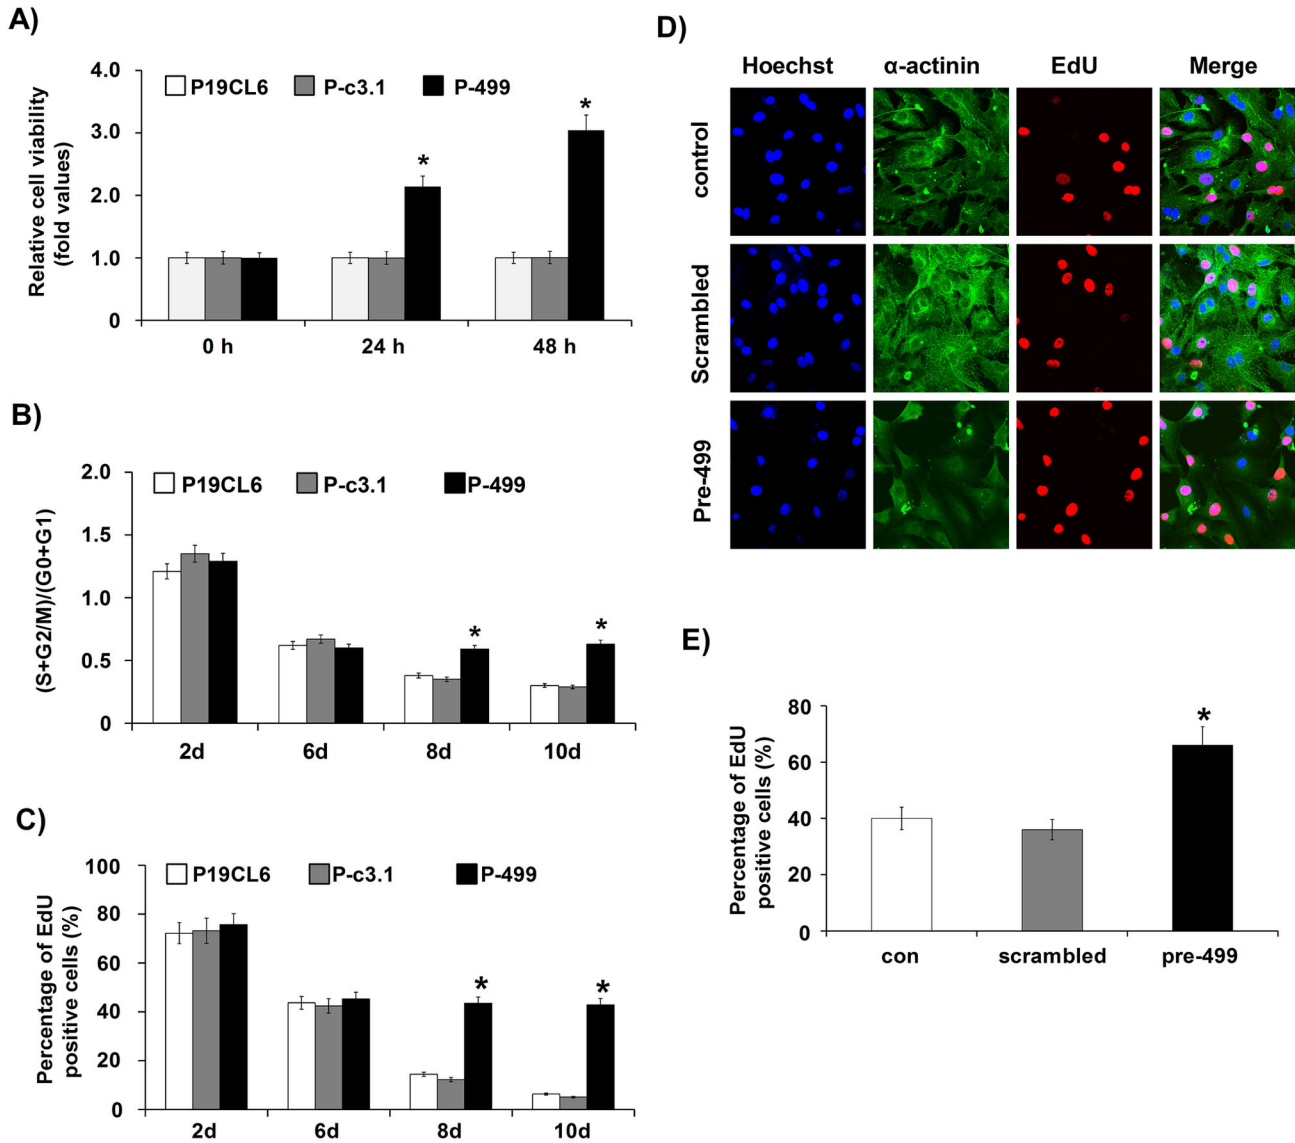 A)
Relative cell viability
(fold values)
4.0
3.0
2.0
1.0
0
P19CL6
P-c3.1
P-499
*
*
0 h
24 h
48 h
B)
(S+G2/M)/(G0+G1)
2.0
1.5
1.0
0.5
0
P19CL6
P-c3.1
P-499
*
*
2d
6d
8d
10d
C)
Percentage of EdU
positive cells (%)
100
80
60
40
20
0
P19CL6
P-c3.1
P-499
*
*
2d
6d
8d
10d
D)
Hoechst
α-actinin
EdU
Merge
control
Scrambled
Pre-499
E)
Percentage of EdU
positive cells (%)
80
60
40
20
0
*
con
scrambled
pre-499